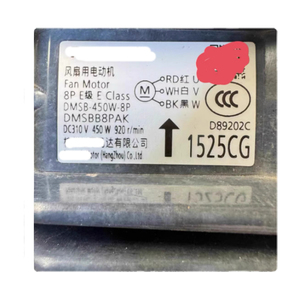 风扇用电动机
Fan Motor
8P E级 E Class
DMSB-450W-8P
DMSBB8PAK
DC310 V 450 W 920 r/min
达有限公司
Motor (HangZhou) Co., Ltd
M
RD红 U
WH白 V
BK黑 W
CCC
D89202C
1525CG